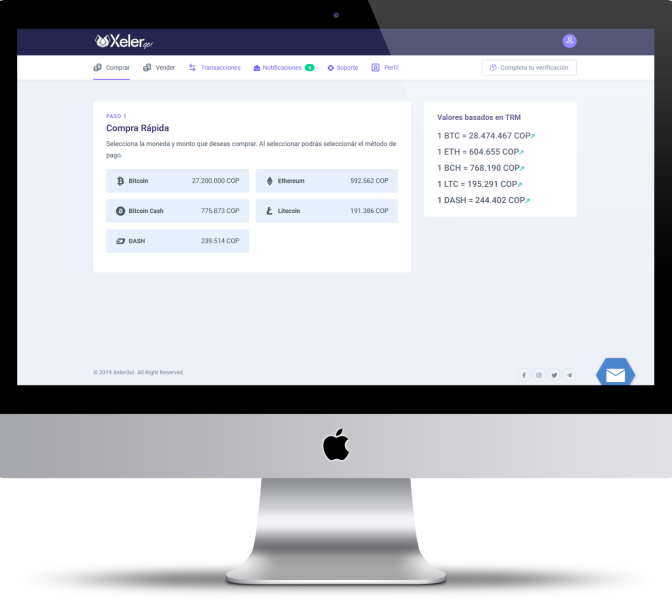 Xeler go!
Comprar
Vender
Transacciones
Notificaciones
Soporte
Perfil
Completa tu verificación
PASO 1
Compra Rápida
Selecciona la moneda y monto que deseas comprar. Al seleccionar podrás seleccionár el método de
pago.
Bitcoin 27.200.000 COP
Ethereum 592.562 COP
Bitcoin Cash 775.873 COP
Litecoin 191.386 COP
DASH 239.514 COP
Valores basados en TRM
1 BTC = 28.474.467 COP
1 ETH = 604.655 COP
1 BCH = 768.190 COP
1 LTC = 195.291 COP
1 DASH = 244.402 COP
© 2019 XelerGo!. All Right Reserved.